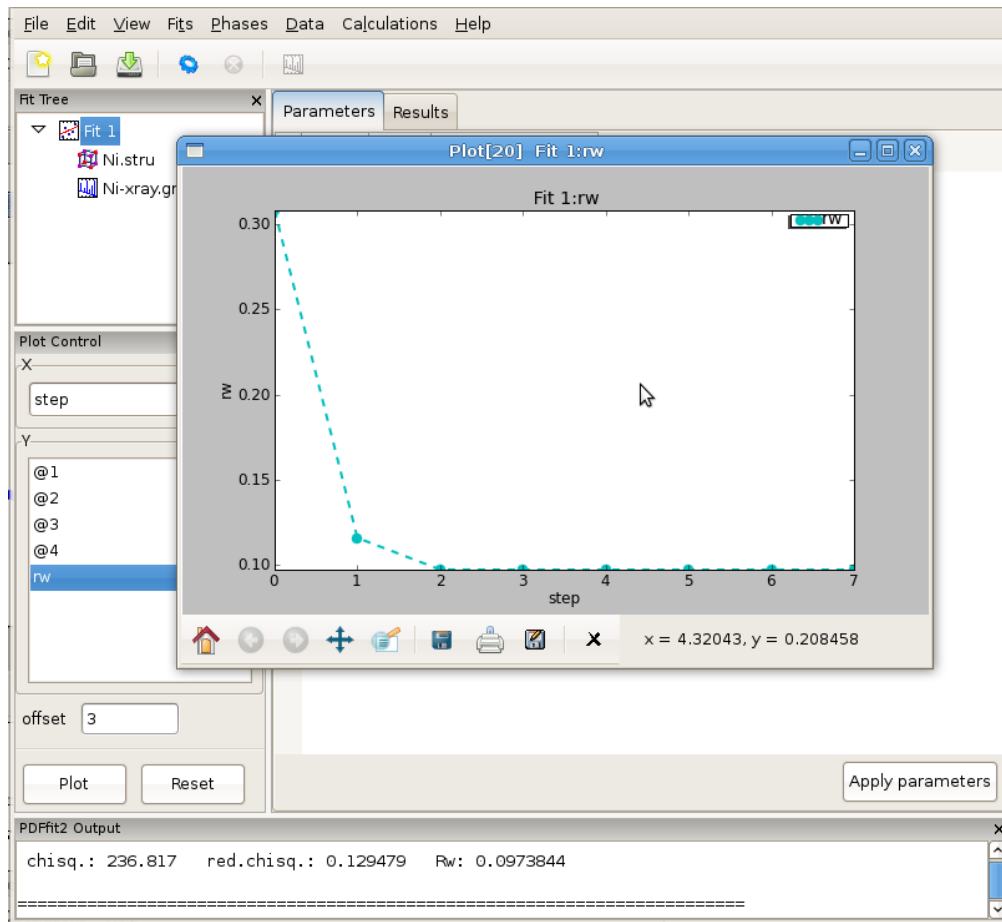 File Edit View Fits Phases Data Calculations Help
Fit Tree
Parameters Results
Fit 1
Ni.stru
Ni-xray.gr
Plot[20] Fit 1:rw
Fit 1:rw
rw
0.30
0.25
0.20
0.15
0.10
rw
0 1 2 3 4 5 6 7
step
x = 4.32043, y = 0.208458
Plot Control
X
step
Y
@1
@2
@3
@4
rw
offset 3
Plot Reset
Apply parameters
PDFfit2 Output
chisq.: 236.817 red.chisq.: 0.129479 Rw: 0.0973844